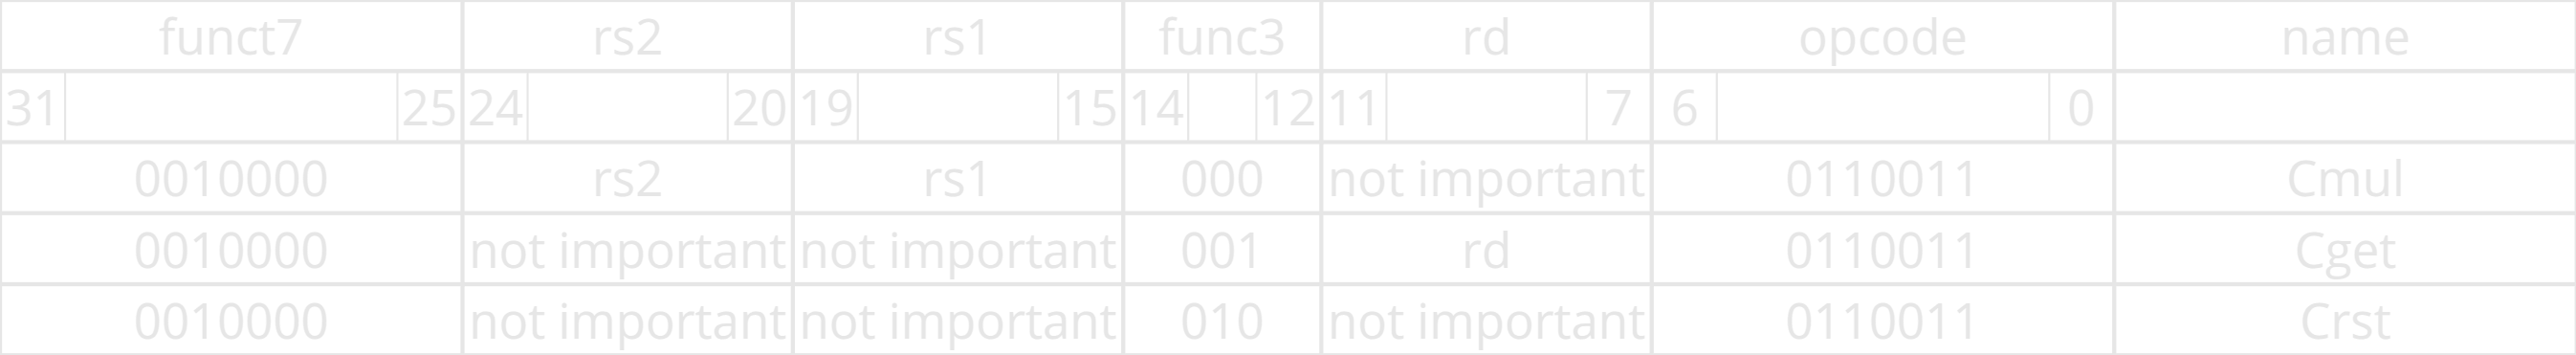 funct7 rs2 rs1 func3 rd opcode name
31 25 24 20 19 15 14 12 11 7 6 0
0010000 rs2 rs1 000 not important 0110011 Cmul
0010000 not important not important 001 rd 0110011 Cget
0010000 not important not important 010 not important 0110011 Crst